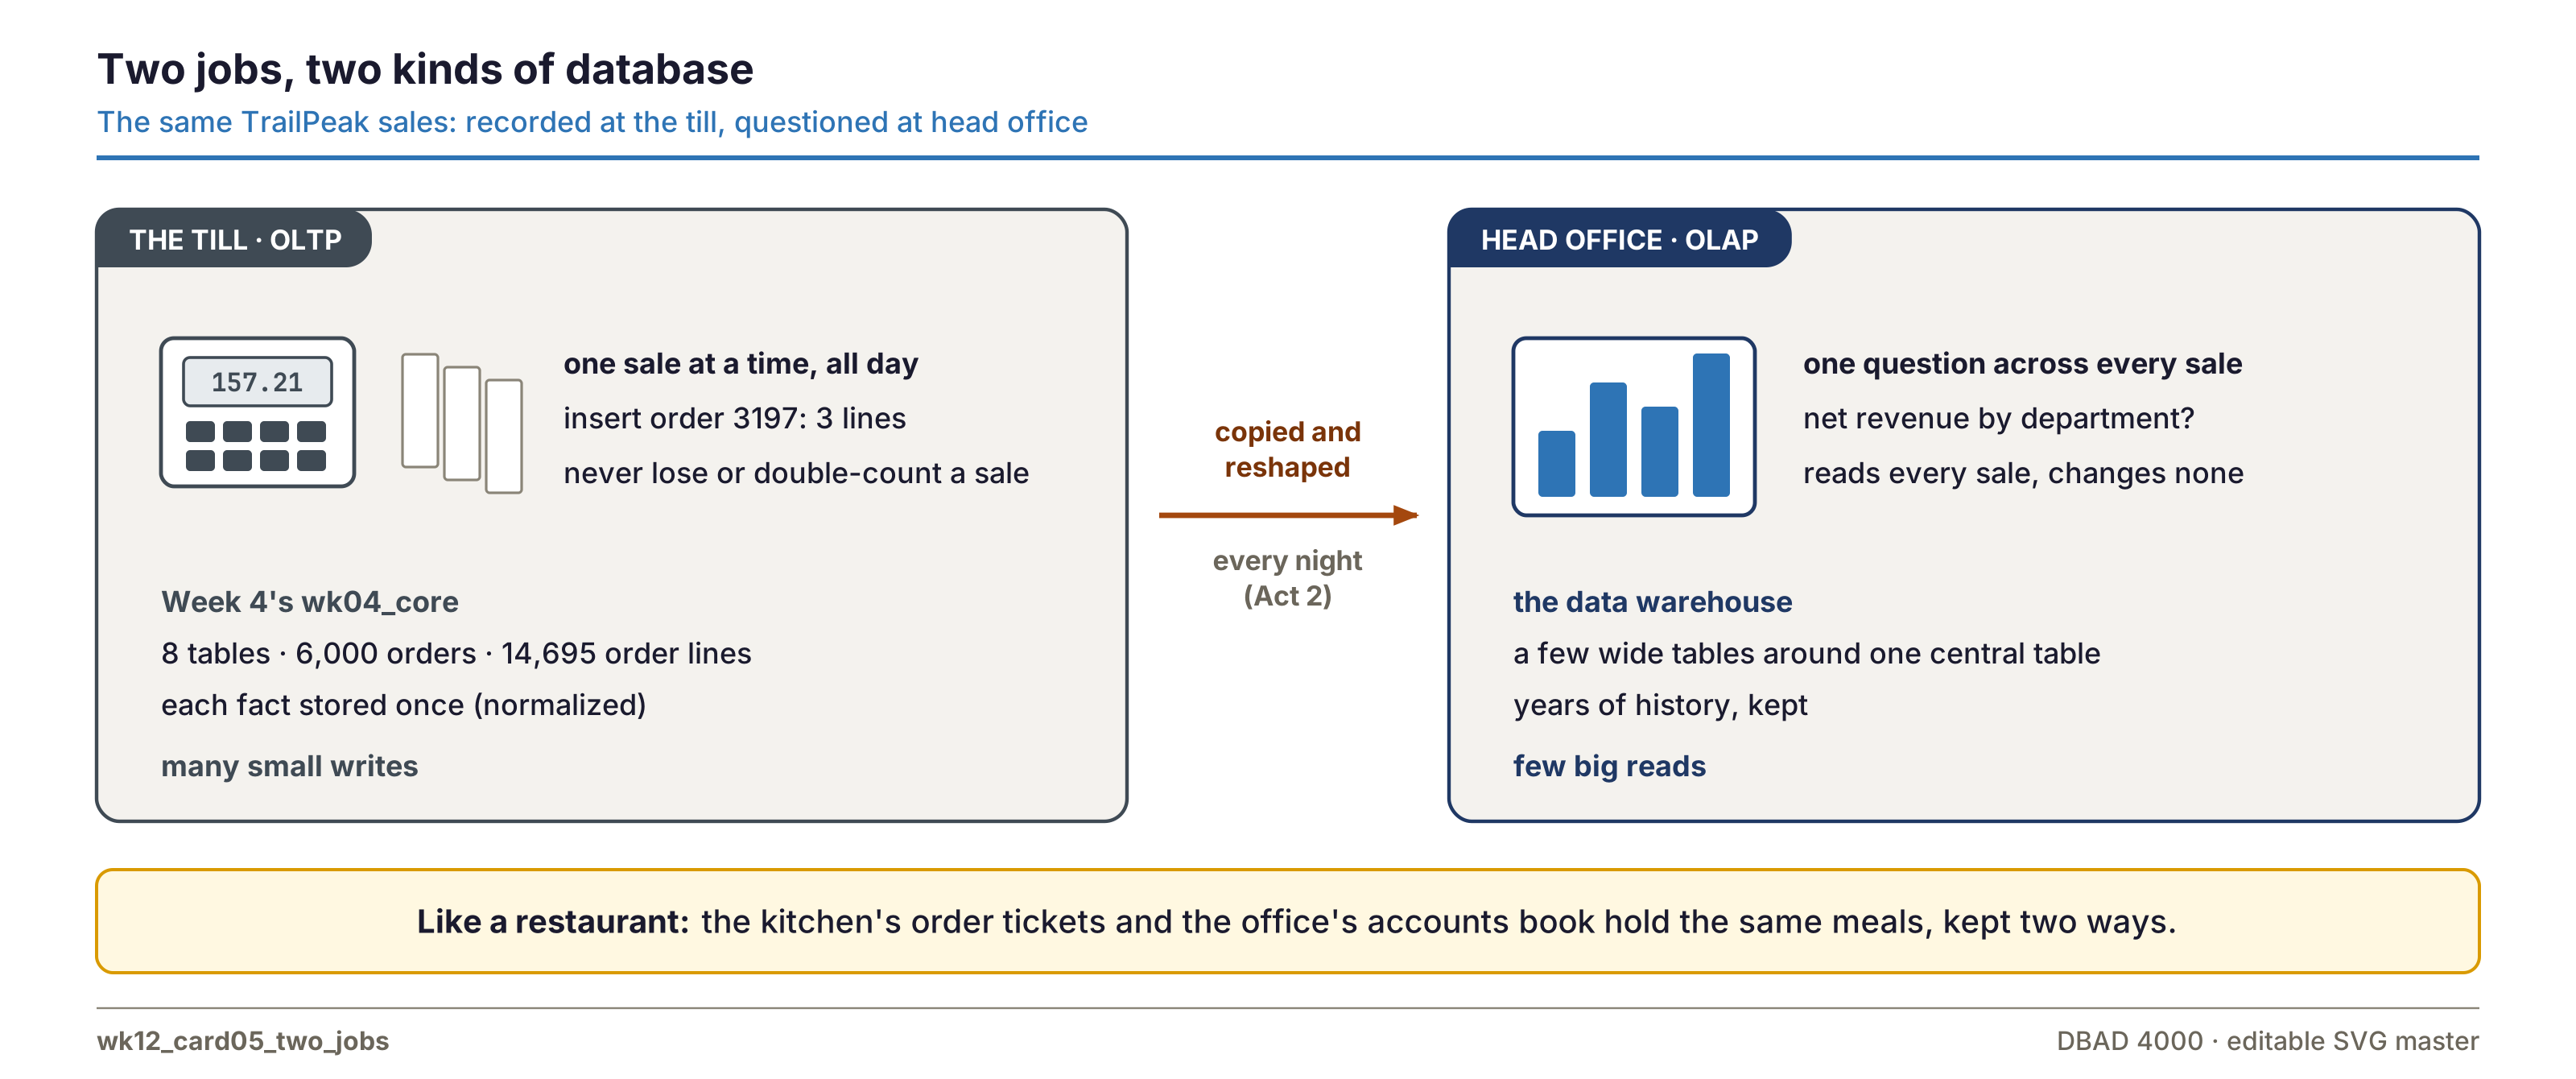 Two jobs, two kinds of database
The same TrailPeak sales: recorded at the till, questioned at head office
THE TILL · OLTP
157.21
one sale at a time, all day
insert order 3197: 3 lines
never lose or double-count a sale
Week 4's wk04_core
8 tables · 6,000 orders · 14,695 order lines
each fact stored once (normalized)
many small writes
copied and
reshaped
every night
(Act 2)
HEAD OFFICE · OLAP
one question across every sale
net revenue by department?
reads every sale, changes none
the data warehouse
a few wide tables around one central table
years of history, kept
few big reads
Like a restaurant: the kitchen's order tickets and the office's accounts book hold the same meals, kept two ways.
wk12_card05_two_jobs
DBAD 4000 · editable SVG master